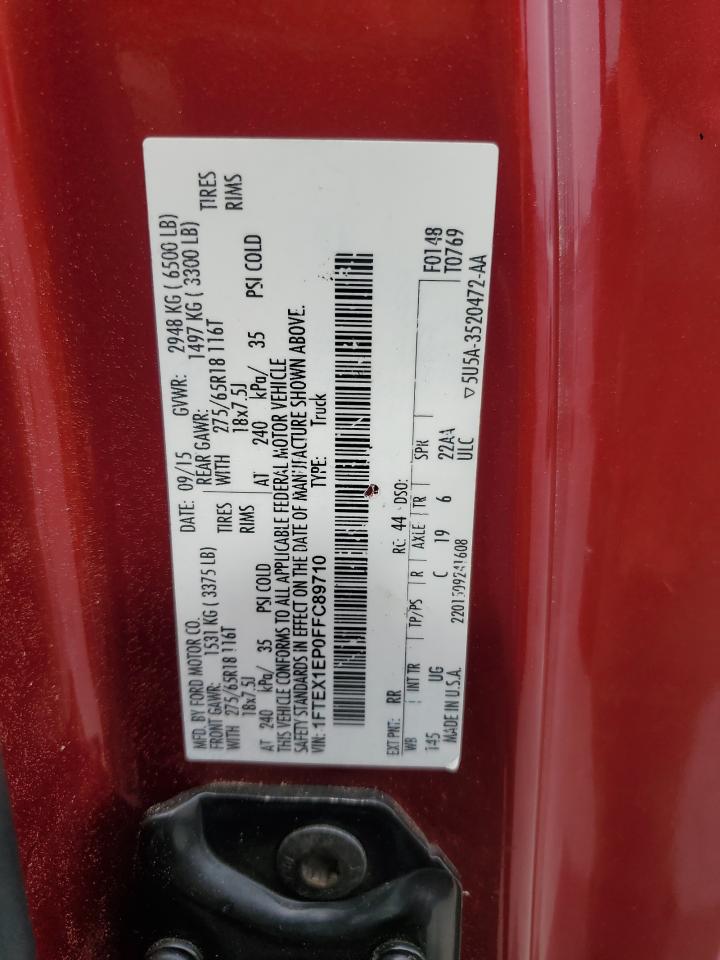 MFD. BY FORD MOTOR CO.
DATE: 09/15 GVWR: 2948 KG ( 6500 LB)
FRONT GAWR: 1531 KG ( 3375 LB)
REAR GAWR: 1497 KG ( 3300 LB)
WITH 275/65R18 116T TIRES
WITH 275/65R18 116T TIRES
18x7.5J RIMS
18x7.5J RIMS
AT 240 kPa/ 35 PSI COLD
AT 240 kPa/ 35 PSI COLD
THIS VEHICLE CONFORMS TO ALL APPLICABLE FEDERAL MOTOR VEHICLE
SAFETY STANDARDS IN EFFECT ON THE DATE OF MANUFACTURE SHOWN ABOVE.
VIN: 1FTEX1EP0FFC89710 TYPE: Truck
EXT PNT: RR RC: 44 DSO: F0148
T0769
WB INT TR TP/PS R AXLE TR SPR
145 UG C 19 6 22AA
MADE IN U.S.A. 2201509241608 ULC
▽5U5A-3520472-AA